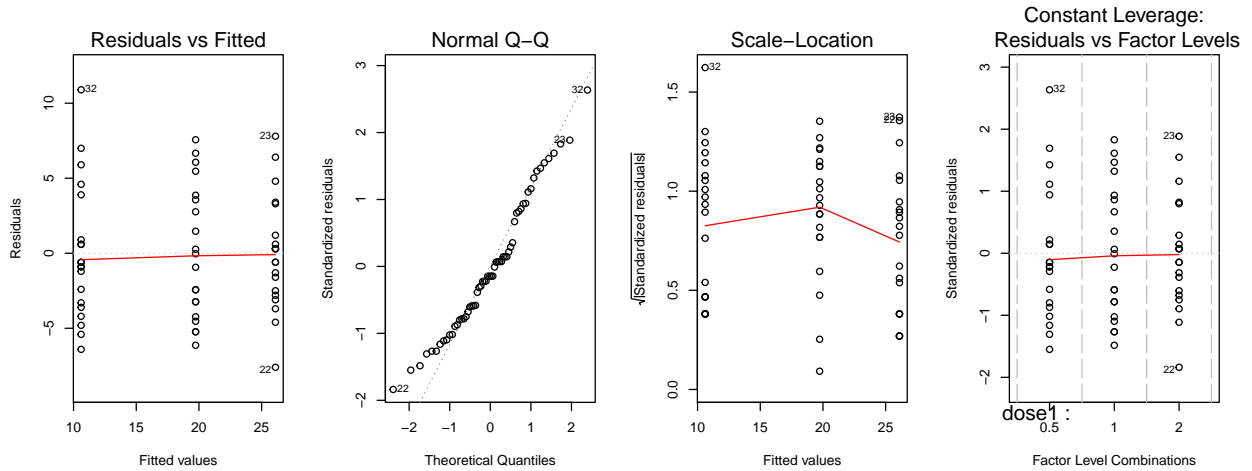 Residuals vs Fitted
Residuals
10
5
0
−5
32
23
22
10 15 20 25
Fitted values
Normal Q−Q
Standardized residuals
3
2
1
0
−1
−2
32
23
22
−2 −1 0 1 2
Theoretical Quantiles
Scale−Location
√|Standardized residuals|
1.5
1.0
0.5
0.0
32
23
22
10 15 20 25
Fitted values
Constant Leverage:
Residuals vs Factor Levels
Standardized residuals
3
2
1
0
−1
−2
32
23
22
dose1 :
0.5 1 2
Factor Level Combinations